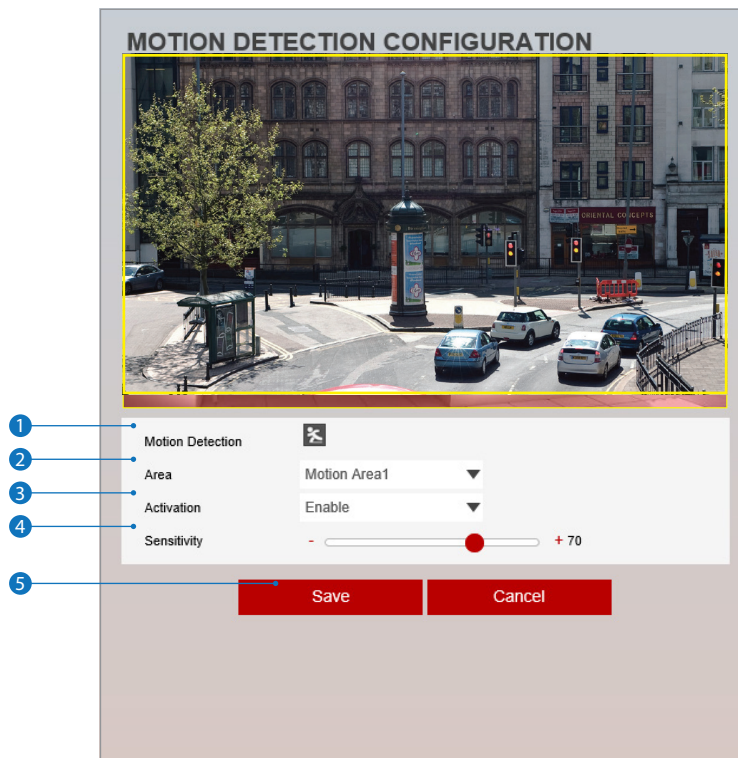 MOTION DETECTION CONFIGURATION
ORIENTAL CONCEPTS
1
Motion Detection
2
Area Motion Area1
3
Activation Enable
4
Sensitivity - + 70
5
Save Cancel